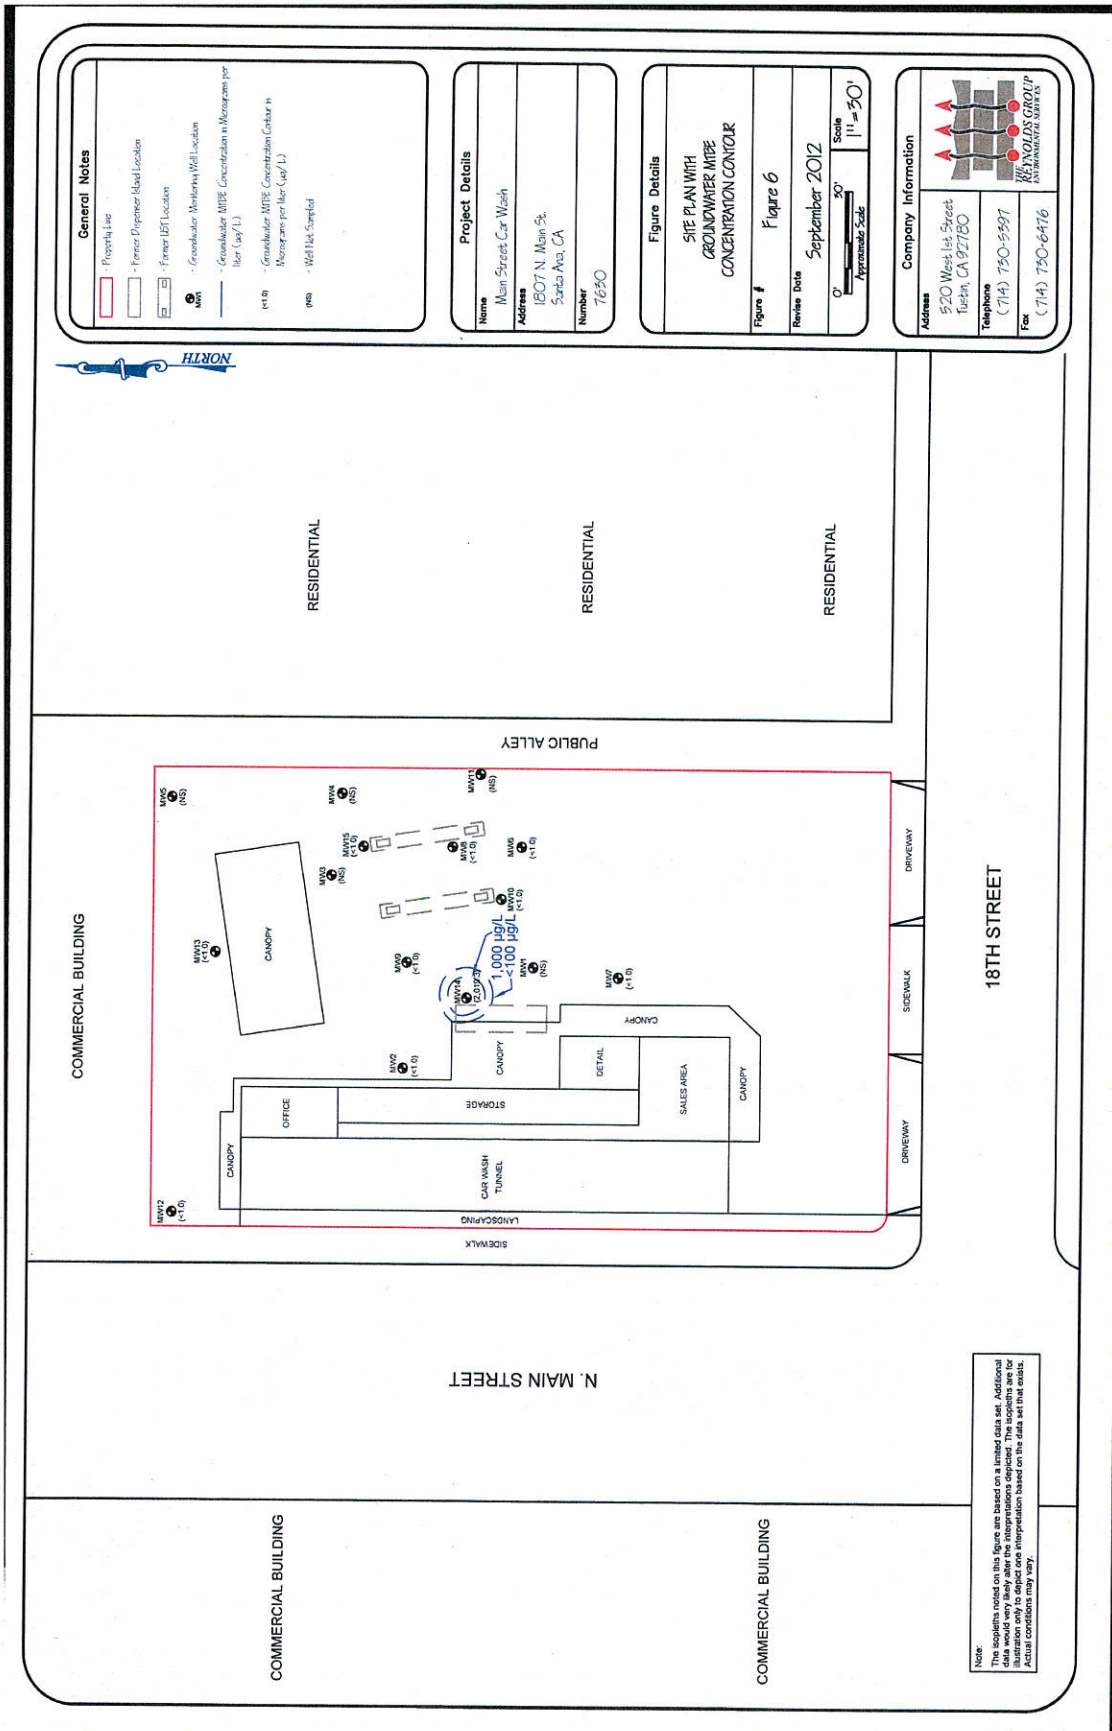 General Notes
- Property Line
- Former Dispenser Island Location
- Former UST Location
MW1
- Groundwater Monitoring Well Location
- Groundwater MTBE Concentration in Micrograms per
liter (µg/L)
(<1.0)
- Groundwater MTBE Concentration Contour in
Micrograms per liter (µg/L)
(NS)
- Well Not Sampled
Project Details
Name
Main Street Car Wash
Address
1807 N. Main St.
Santa Ana, CA
Number
7630
Figure Details
SITE PLAN WITH
GROUNDWATER MTBE
CONCENTRATION CONTOUR
Figure #
Figure 6
Revise Date
September 2012
0'
30'
Approximate Scale
Scale
1"=30'
Company Information
Address
520 West 1st Street
Tustin, CA 92780
Telephone
(714) 730-5397
Fax
(714) 730-6476
THE
REYNOLDS GROUP
ENVIRONMENTAL SERVICES
NORTH
RESIDENTIAL
RESIDENTIAL
RESIDENTIAL
PUBLIC ALLEY
COMMERCIAL BUILDING
MW5
(NS)
MW4
(NS)
MW11
(NS)
MW15
(<1.0)
MW8
(<1.0)
MW6
(<1.0)
MW3
(NS)
MW10
(<1.0)
MW13
(<1.0)
CANOPY
MW9
(<1.0)
1,000 µg/L
<100 µg/L
MW14
MW1
(NS)
MW7
(<1.0)
MW2
(<1.0)
CANOPY
CANOPY
DETAIL
OFFICE
STORAGE
SALES AREA
CANOPY
CANOPY
CAR WASH
TUNNEL
MW12
(<1.0)
LANDSCAPING
SIDEWALK
DRIVEWAY
SIDEWALK
DRIVEWAY
18TH STREET
N. MAIN STREET
COMMERCIAL BUILDING
COMMERCIAL BUILDING
Note:
The isopleths noted on this figure are based on a limited data set. Additional
data would very likely alter the interpretations depicted. The isopleths are for
illustration only to depict one interpretation based on the data set that exists.
Actual conditions may vary.